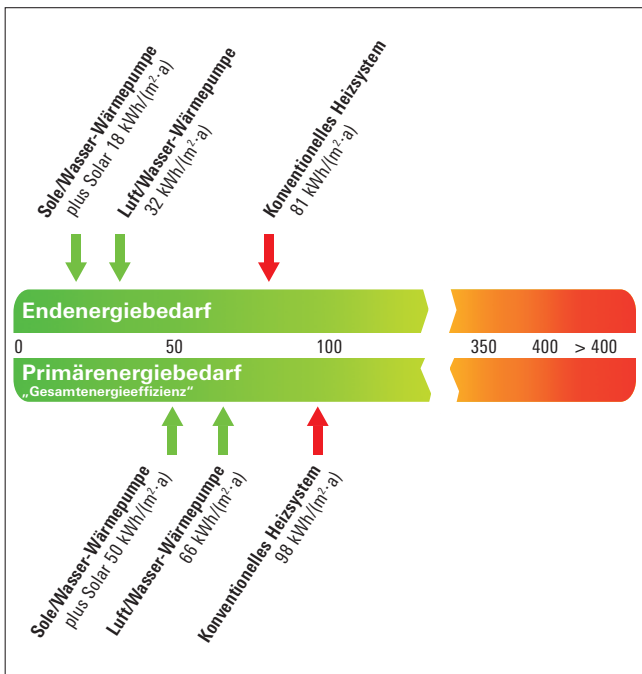 Sole/Wasser-Wärmepumpe
plus Solar 18 kWh/(m²·a)
Luft/Wasser-Wärmepumpe
32 kWh/(m²·a)
Konventionelles Heizsystem
81 kWh/(m²·a)
Endenergiebedarf
0 50 100 350 400 > 400
Primärenergiebedarf
„Gesamtenergieeffizienz“
Sole/Wasser-Wärmepumpe
plus Solar 50 kWh/(m²·a)
Luft/Wasser-Wärmepumpe
66 kWh/(m²·a)
Konventionelles Heizsystem
98 kWh/(m²·a)